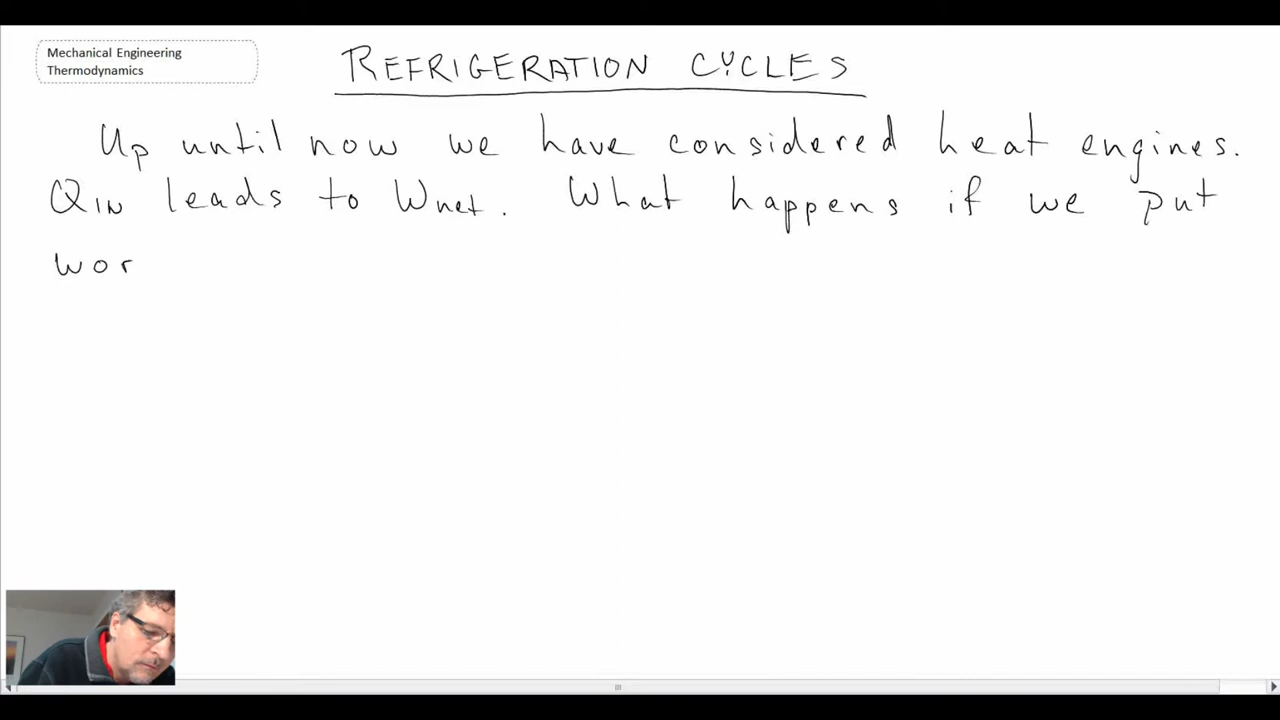 Mechanical Engineering
Thermodynamics
REFRIGERATION CYCLES
Up until now we have considered heat engines.
QIN leads to Wnet. What happens if we put
wor